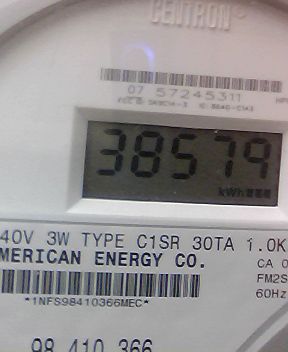 CENTRON®
07 57245311
38579
kWh
40V 3W TYPE C1SR 30TA 1.0K
MERICAN ENERGY CO.
CA 0
FM2S
60Hz
*1NFS98410366MEC*
98 410 366